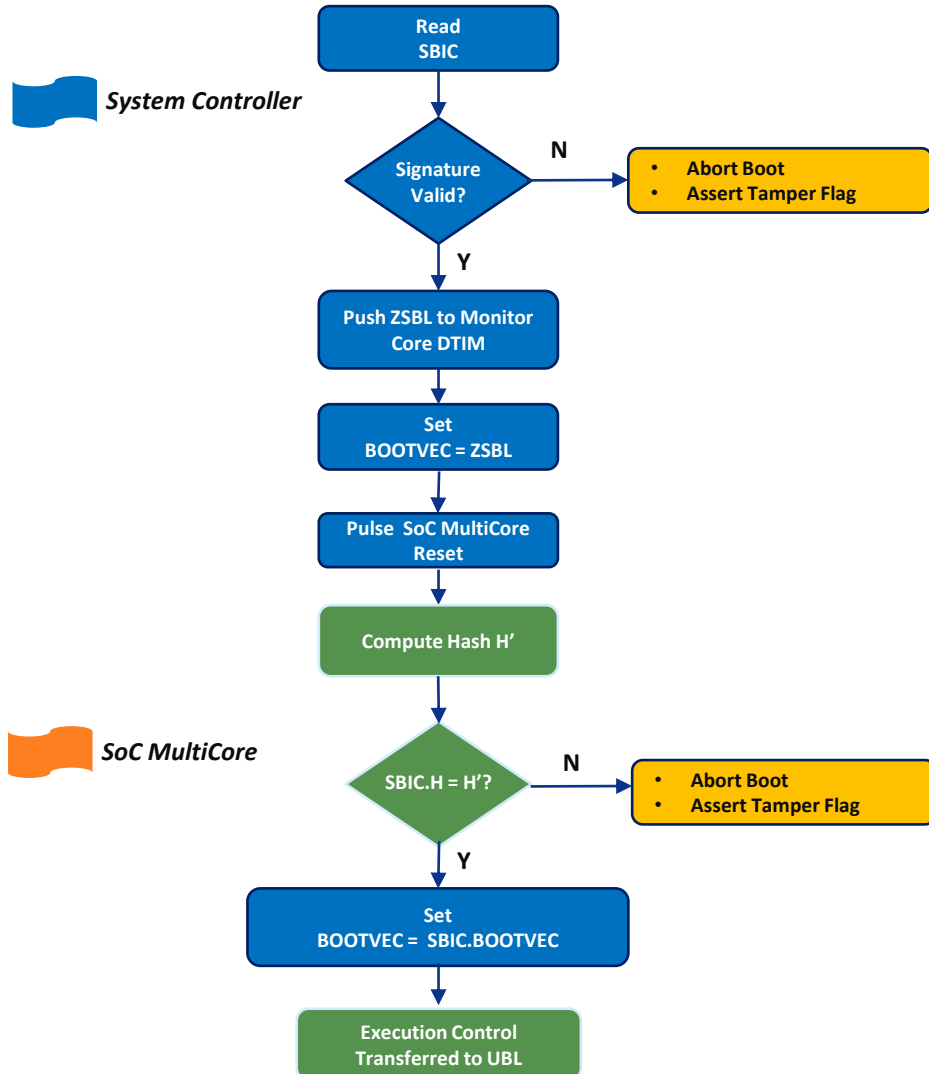 Read
SBIC
System Controller
Signature
Valid?
N
• Abort Boot
• Assert Tamper Flag
Y
Push ZSBL to Monitor
Core DTIM
Set
BOOTVEC = ZSBL
Pulse SoC MultiCore
Reset
Compute Hash H’
SoC MultiCore
SBIC.H = H’?
N
• Abort Boot
• Assert Tamper Flag
Y
Set
BOOTVEC = SBIC.BOOTVEC
Execution Control
Transferred to UBL